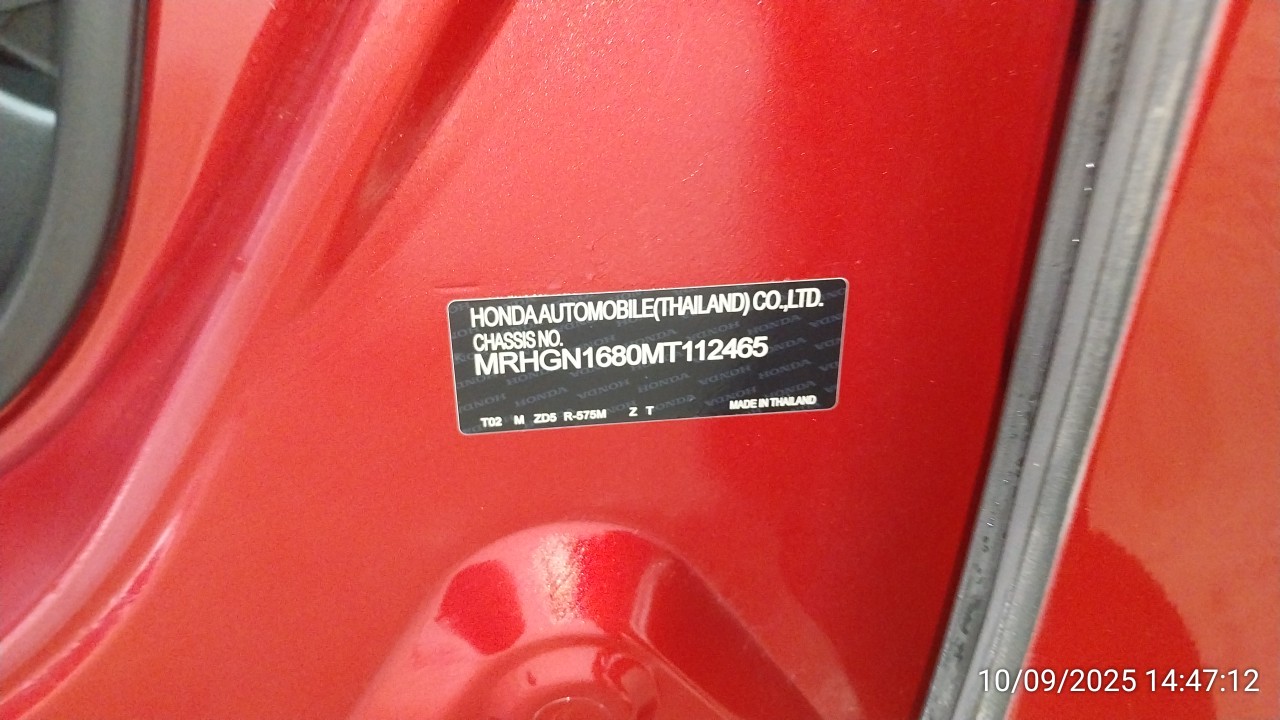 HONDA AUTOMOBILE(THAILAND) CO.,LTD.
CHASSIS NO.
MRHGN1680MT112465
T02 M ZD5 R-575M Z T MADE IN THAILAND
10/09/2025 14:47:12